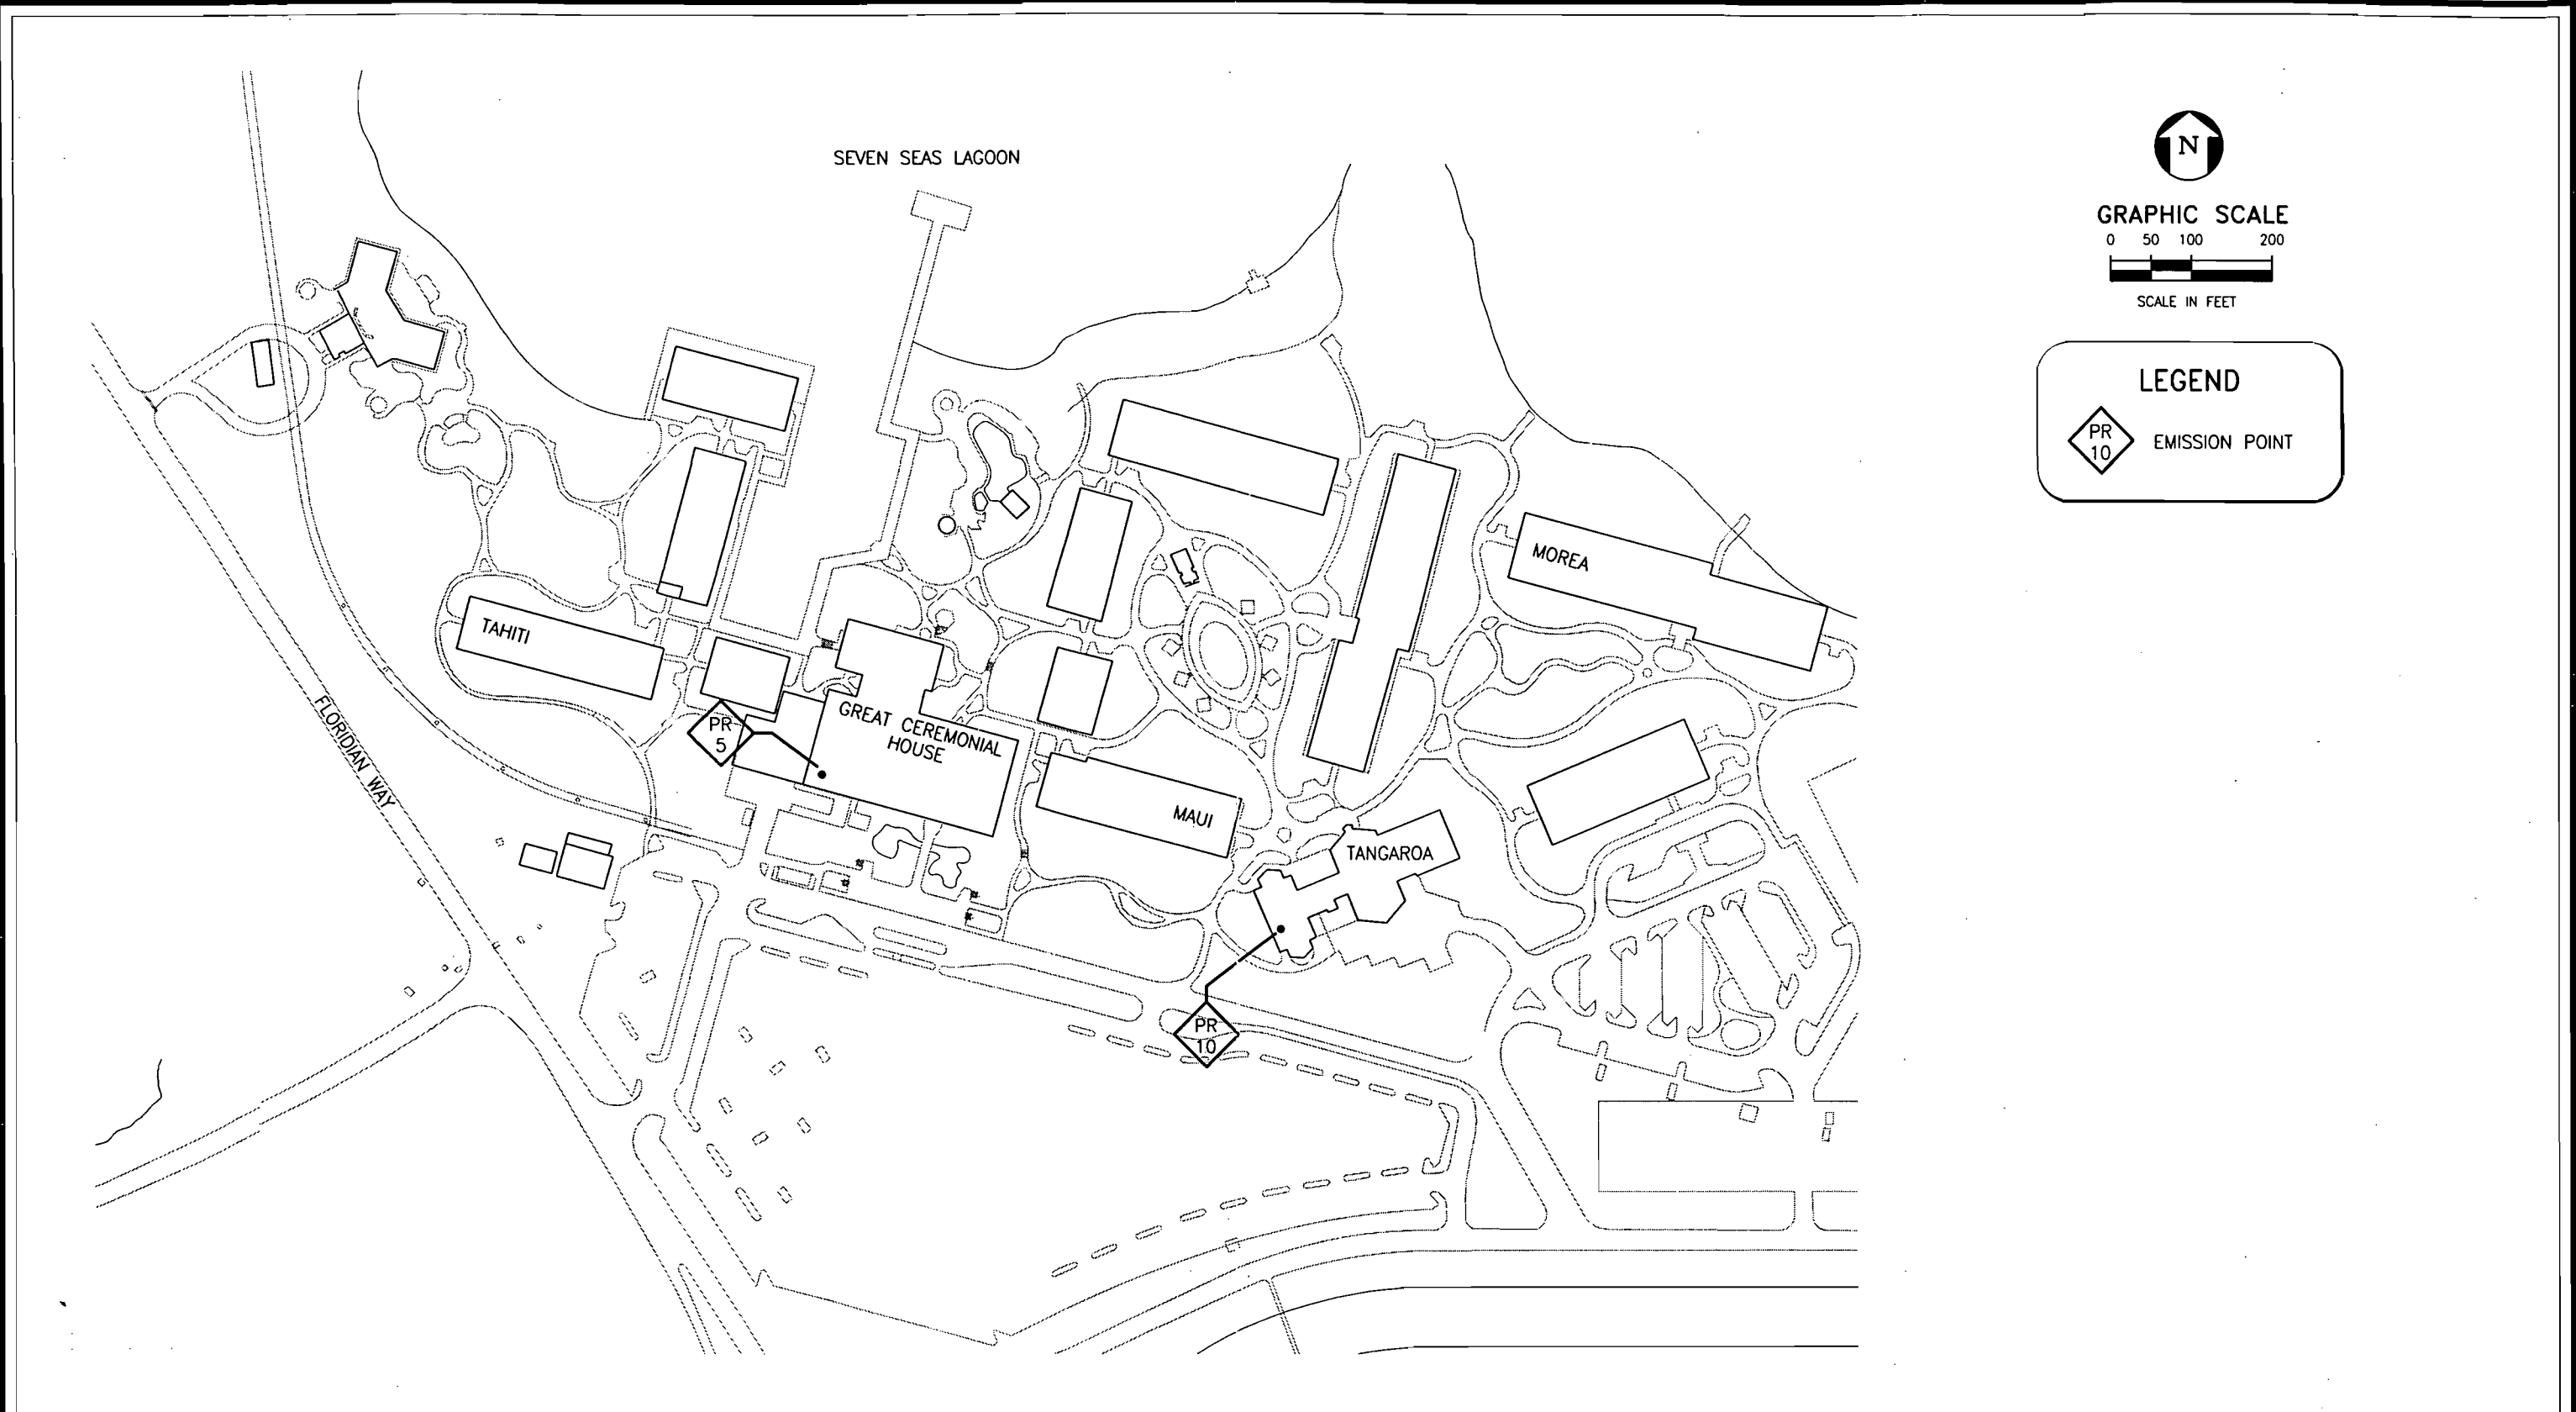 SEVEN SEAS LAGOON
N
GRAPHIC SCALE
0 50 100 200
SCALE IN FEET
LEGEND
PR
10
EMISSION POINT
MOREA
TAHITI
FLORIDIAN WAY
PR
5
GREAT CEREMONIAL
HOUSE
MAUI
TANGAROA
PR
10